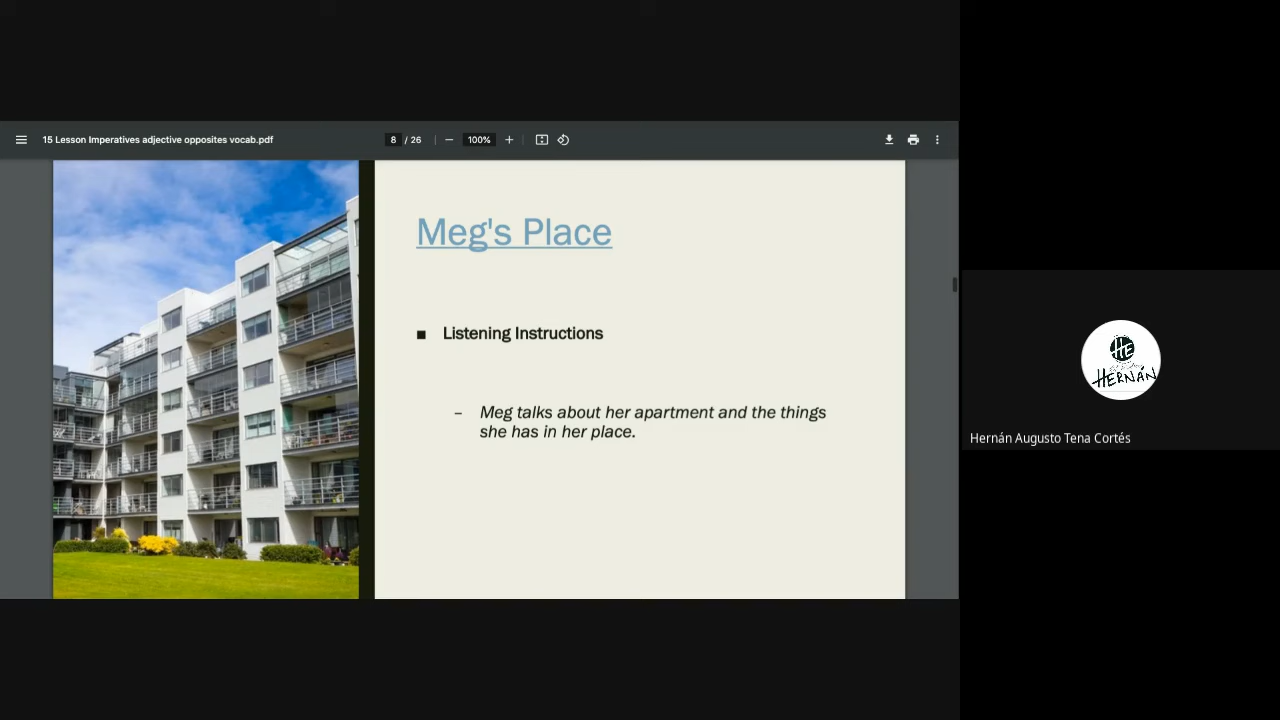 15 Lesson Imperatives adjective opposites vocab.pdf
8 / 26
100%
Meg's Place
Listening Instructions
– Meg talks about her apartment and the things
she has in her place.
HE
HERNÁN
Hernán Augusto Tena Cortés